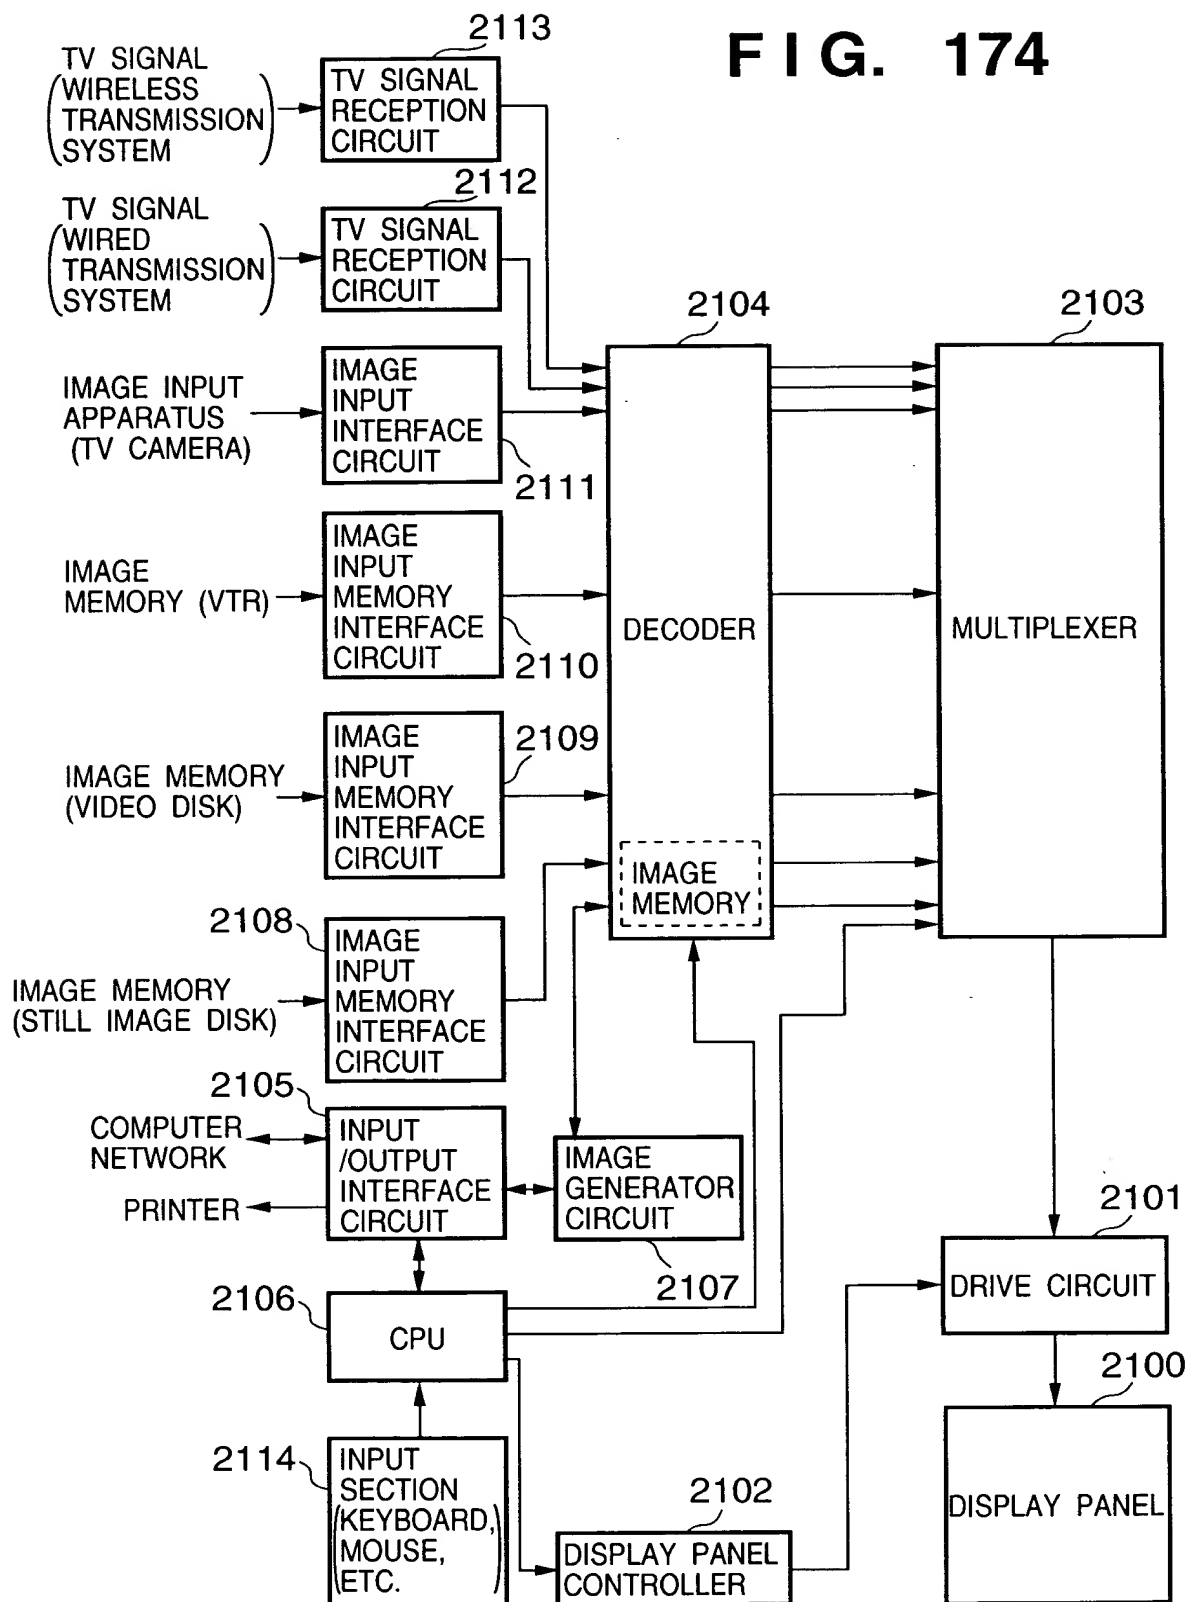 FIG. 174
2113
TV SIGNAL
(WIRELESS
TRANSMISSION
SYSTEM)
TV SIGNAL
RECEPTION
CIRCUIT
2112
TV SIGNAL
(WIRED
TRANSMISSION
SYSTEM)
TV SIGNAL
RECEPTION
CIRCUIT
2104
2103
IMAGE INPUT
APPARATUS
(TV CAMERA)
IMAGE
INPUT
INTERFACE
CIRCUIT
2111
IMAGE
MEMORY (VTR)
IMAGE
INPUT
MEMORY
INTERFACE
CIRCUIT
2110
DECODER
MULTIPLEXER
IMAGE MEMORY
(VIDEO DISK)
IMAGE
INPUT
MEMORY
INTERFACE
CIRCUIT
2109
IMAGE
MEMORY
2108
IMAGE MEMORY
(STILL IMAGE DISK)
IMAGE
INPUT
MEMORY
INTERFACE
CIRCUIT
2105
COMPUTER
NETWORK
PRINTER
INPUT
/OUTPUT
INTERFACE
CIRCUIT
IMAGE
GENERATOR
CIRCUIT
2107
2101
DRIVE CIRCUIT
2106
CPU
2100
DISPLAY PANEL
2114
INPUT
SECTION
(KEYBOARD,
MOUSE,
ETC.)
2102
DISPLAY PANEL
CONTROLLER